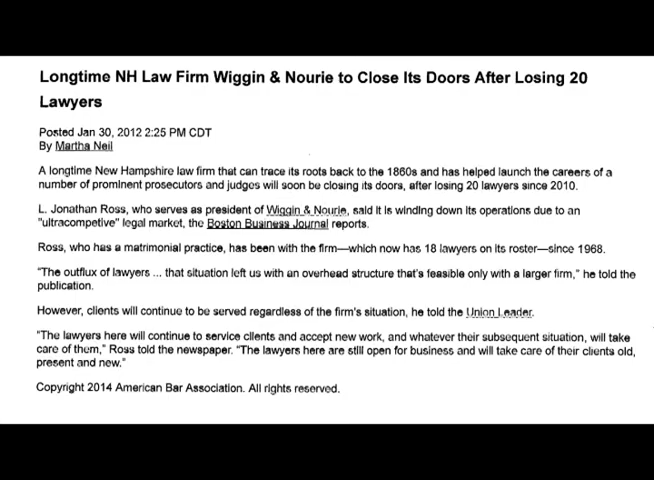 Longtime NH Law Firm Wiggin & Nourie to Close Its Doors After Losing 20
Lawyers
Posted Jan 30, 2012 2:25 PM CDT
By Martha Neil
A longtime New Hampshire law firm that can trace its roots back to the 1860s and has helped launch the careers of a
number of prominent prosecutors and judges will soon be closing its doors, after losing 20 lawyers since 2010.
L. Jonathan Ross, who serves as president of Wiggin & Nourie, said it is winding down its operations due to an
"ultracompetive" legal market, the Boston Business Journal reports.
Ross, who has a matrimonial practice, has been with the firm—which now has 18 lawyers on its roster—since 1968.
"The outflux of lawyers ... that situation left us with an overhead structure that's feasible only with a larger firm," he told the
publication.
However, clients will continue to be served regardless of the firm's situation, he told the Union Leader.
"The lawyers here will continue to service clients and accept new work, and whatever their subsequent situation, will take
care of them," Ross told the newspaper. "The lawyers here are still open for business and will take care of their clients old,
present and new."
Copyright 2014 American Bar Association. All rights reserved.